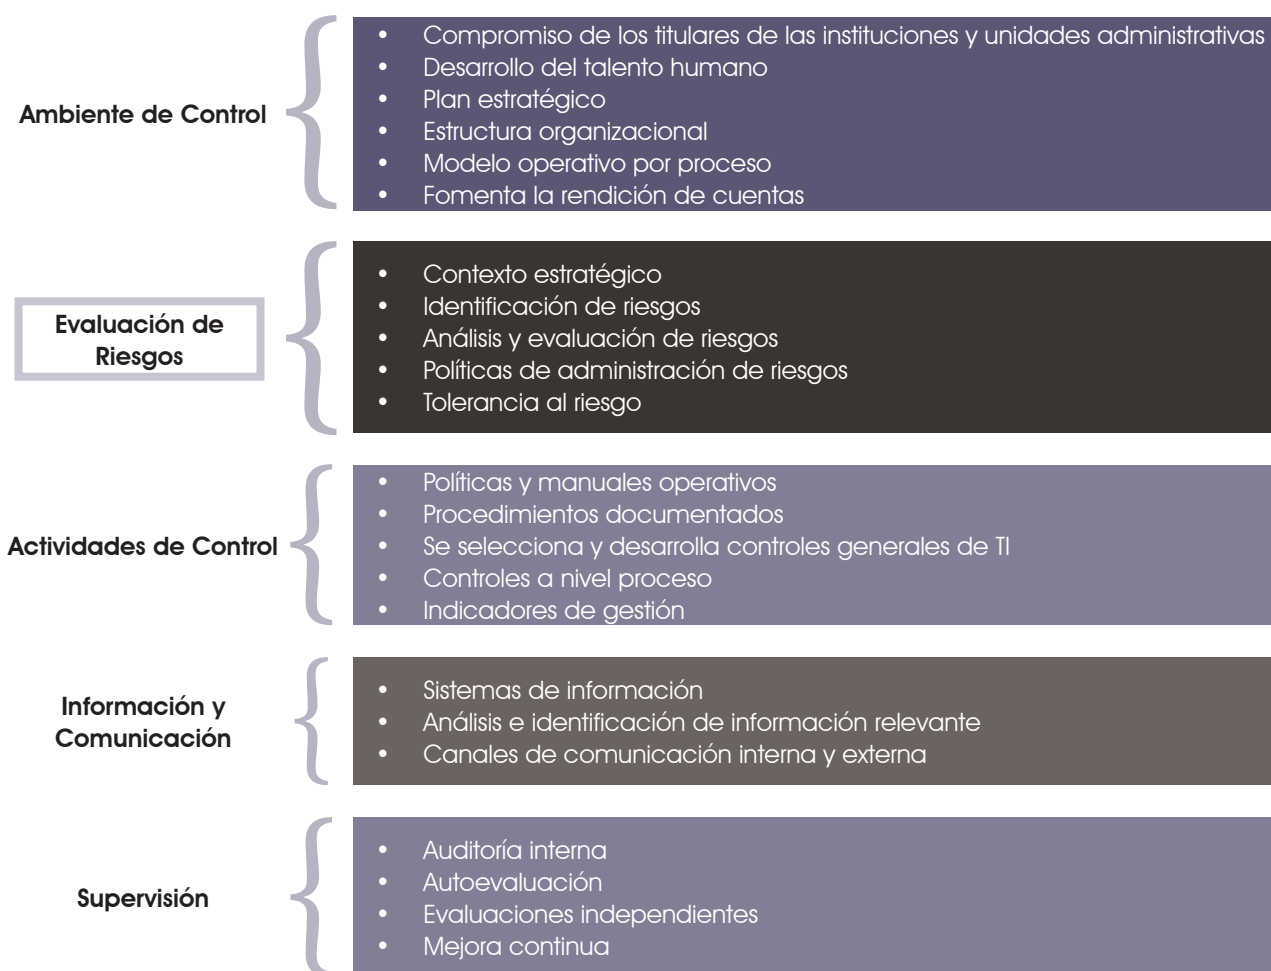 Ambiente de Control
• Compromiso de los titulares de las instituciones y unidades administrativas
• Desarrollo del talento humano
• Plan estratégico
• Estructura organizacional
• Modelo operativo por proceso
• Fomenta la rendición de cuentas
Evaluación de
Riesgos
• Contexto estratégico
• Identificación de riesgos
• Análisis y evaluación de riesgos
• Políticas de administración de riesgos
• Tolerancia al riesgo
Actividades de Control
• Políticas y manuales operativos
• Procedimientos documentados
• Se selecciona y desarrolla controles generales de TI
• Controles a nivel proceso
• Indicadores de gestión
Información y
Comunicación
• Sistemas de información
• Análisis e identificación de información relevante
• Canales de comunicación interna y externa
Supervisión
• Auditoría interna
• Autoevaluación
• Evaluaciones independientes
• Mejora continua